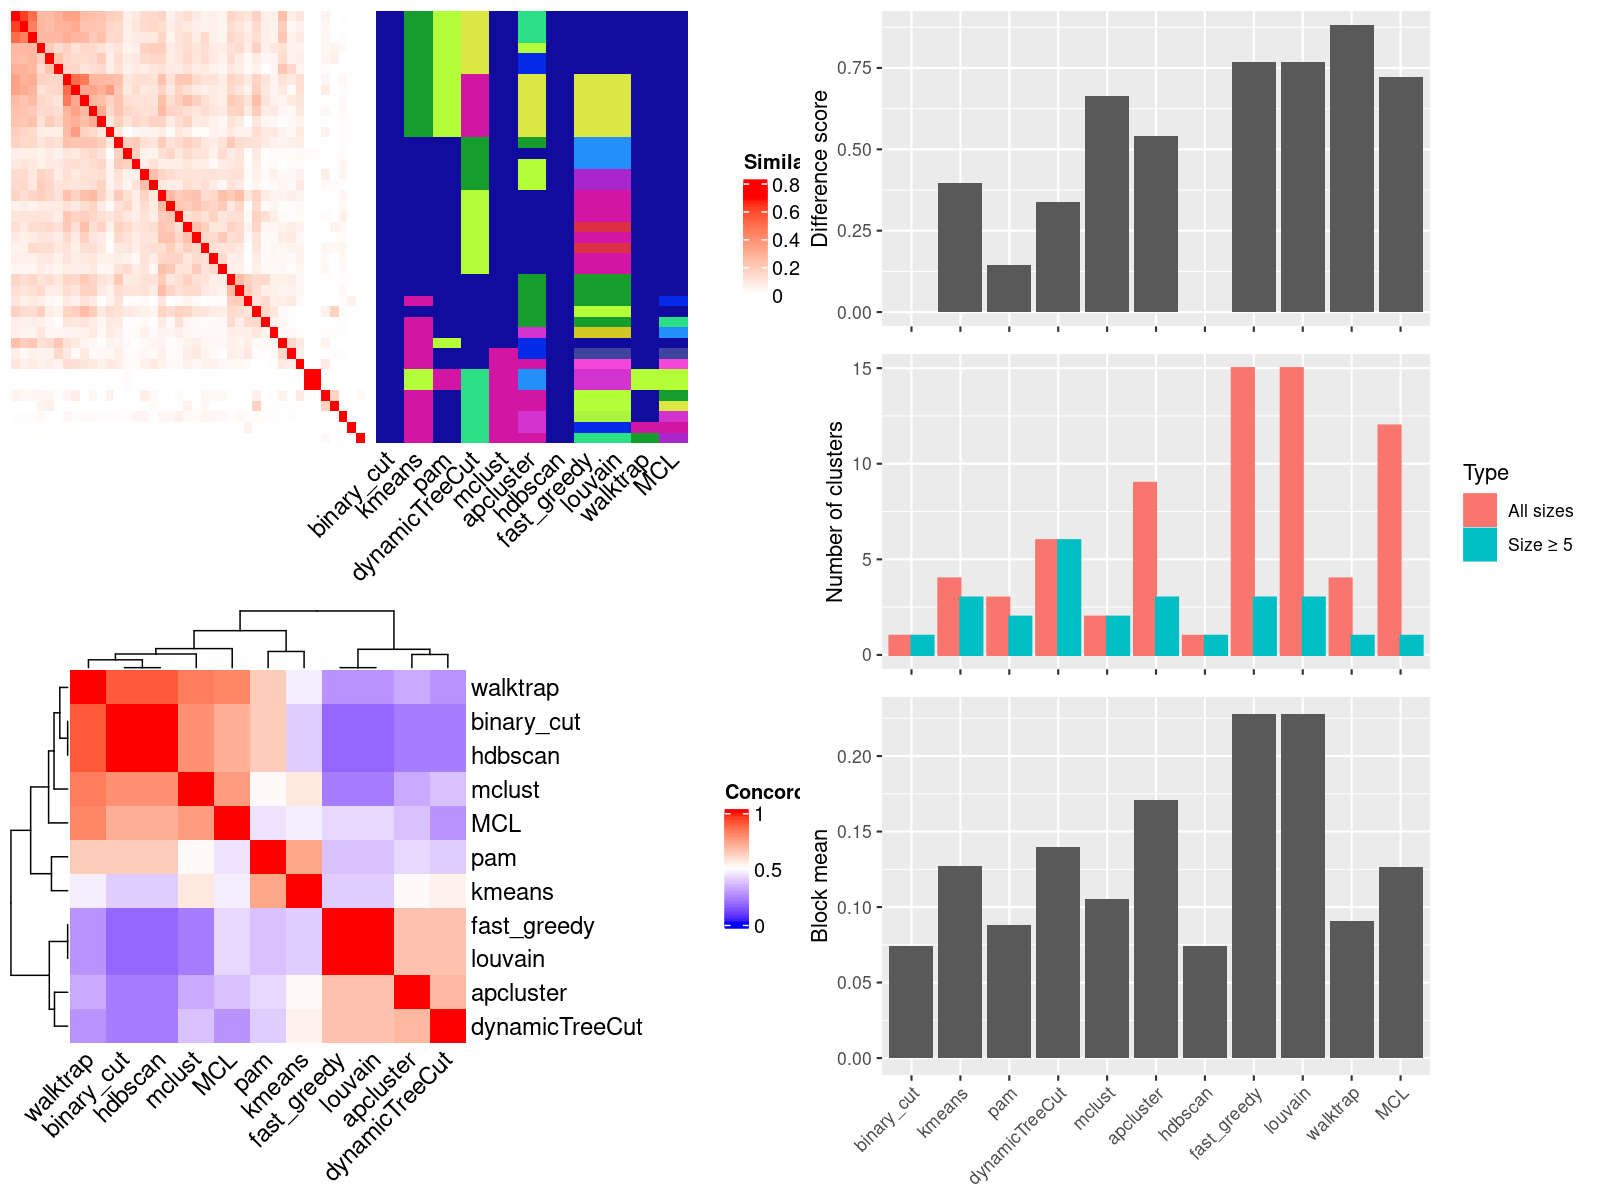 Simila
0.8
0.6
0.4
0.2
0
binary_cut
kmeans
pam
dynamicTreeCut
mclust
apcluster
hdbscan
fast_greedy
louvain
walktrap
MCL
walktrap
binary_cut
hdbscan
mclust
MCL
pam
kmeans
fast_greedy
louvain
apcluster
dynamicTreeCut
walktrap
binary_cut
hdbscan
mclust
MCL
pam
kmeans
fast_greedy
louvain
apcluster
dynamicTreeCut
Concord
1
0.5
0
Difference score
0.75
0.50
0.25
0.00
Number of clusters
15
10
5
0
Type
All sizes
Size ≥ 5
Block mean
0.20
0.15
0.10
0.05
0.00
binary_cut
kmeans
pam
dynamicTreeCut
mclust
apcluster
hdbscan
fast_greedy
louvain
walktrap
MCL